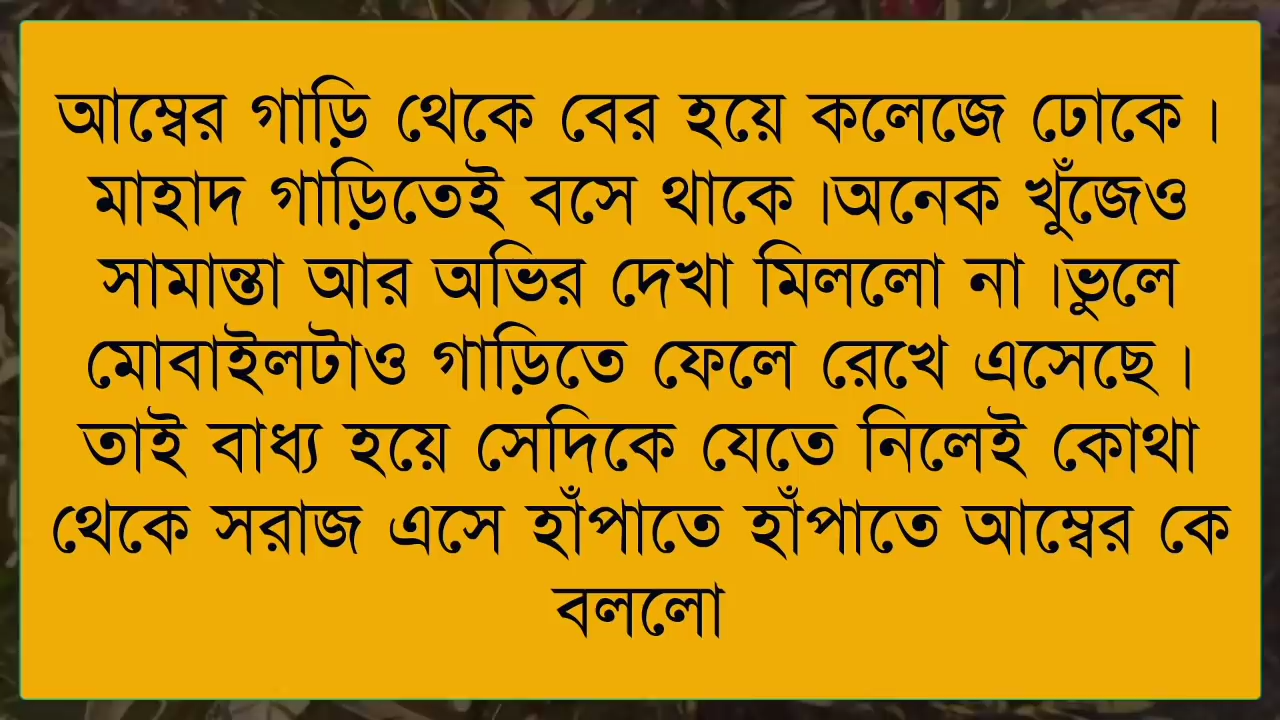 আম্বের গাড়ি থেকে বের হয়ে কলেজে ঢোকে।
মাহাদ গাড়িতেই বসে থাকে।অনেক খুঁজেও
সামান্তা আর অভির দেখা মিললো না।ভুলে
মোবাইলটাও গাড়িতে ফেলে রেখে এসেছে।
তাই বাধ্য হয়ে সেদিকে যেতে নিলেই কোথা
থেকে সরাজ এসে হাঁপাতে হাঁপাতে আম্বের কে
বললো